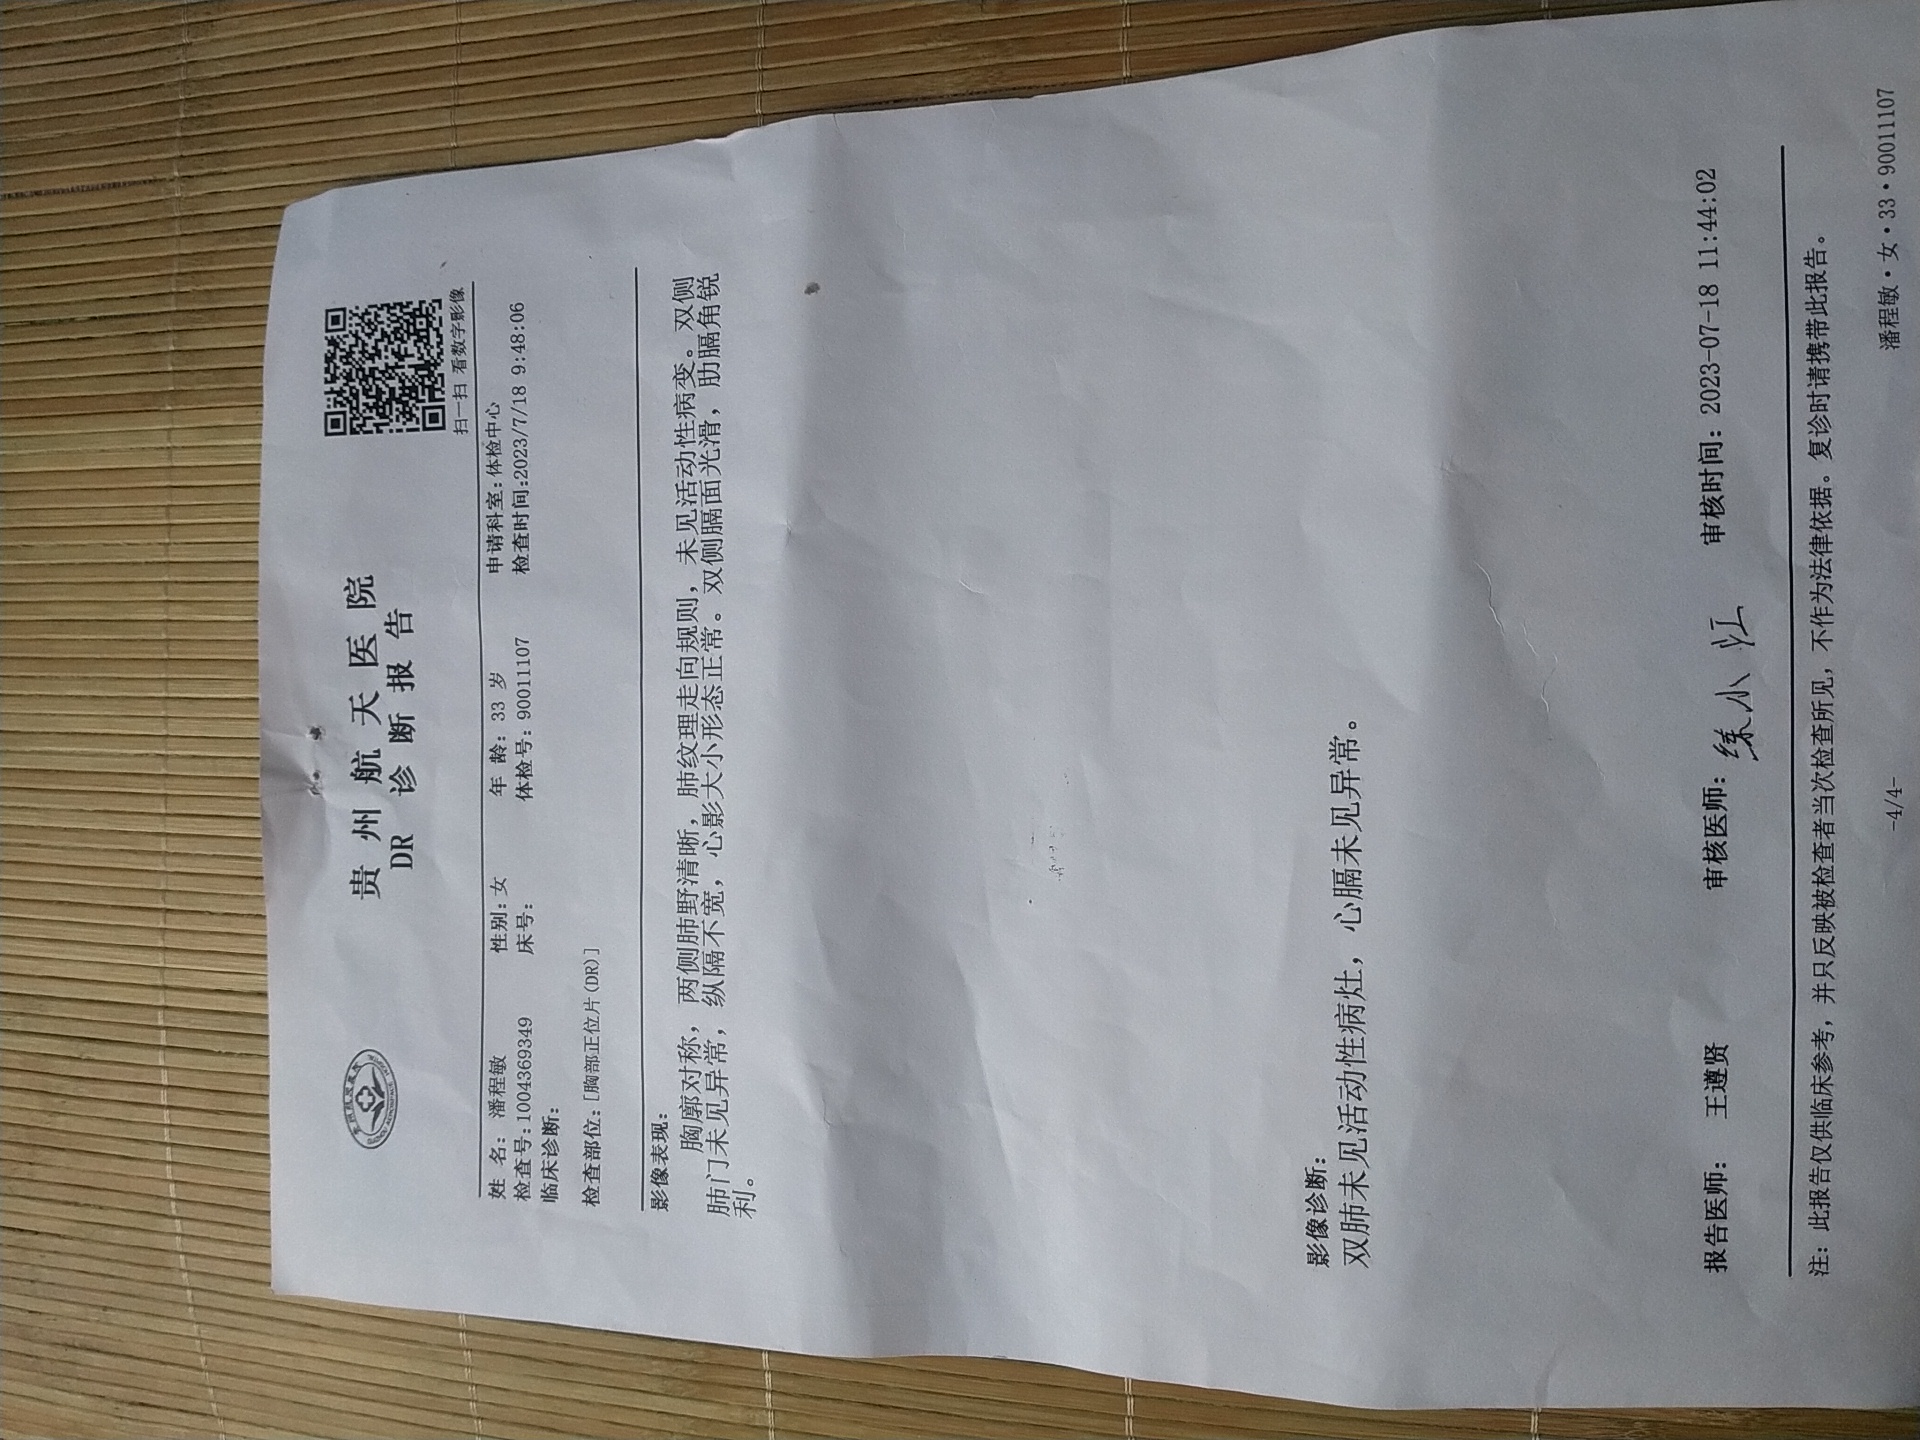 贵州航天医院
DR 诊断报告
扫一扫 看数字影像
姓 名: 潘程敏 性别: 女 年 龄: 33 岁 申请科室: 体检中心
检查号: 1004369349 床号: 体检号: 90011107 检查时间:2023/7/18 9:48:06
临床诊断:
检查部位: [胸部正位片(DR)]
影像表现:
胸廓对称，两侧肺野清晰，肺纹理走向规则，未见活动性病变。双侧
肺门未见异常，纵隔不宽，心影大小形态正常。双侧膈面光滑，肋膈角锐
利。
影像诊断:
双肺未见活动性病灶，心膈未见异常。
报告医师: 王遵贤 审核医师: 练小江 审核时间: 2023-07-18 11:44:02
注: 此报告仅供临床参考，并只反映被检查者当次检查所见，不作为法律依据。复诊时请携带此报告。
-4/4- 潘程敏·女·33·90011107